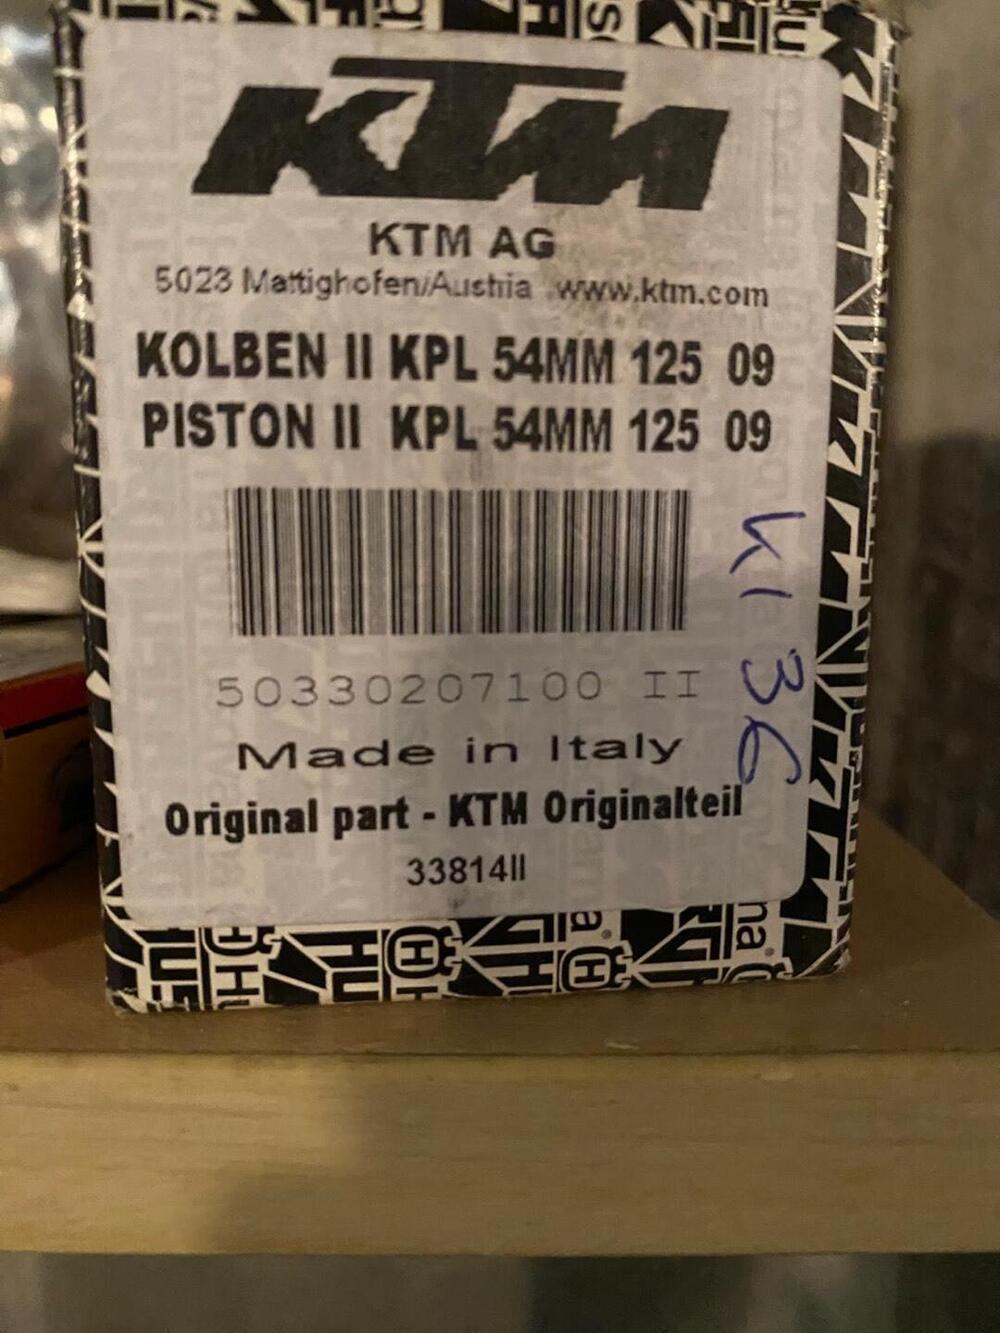 KTM
KTM AG
5023 Mattighofen/Austria www.ktm.com
KOLBEN II KPL 54MM 125 09
PISTON II KPL 54MM 125 09
50330207100 II
Made in Italy
Original part - KTM Originalteil
33814II
36